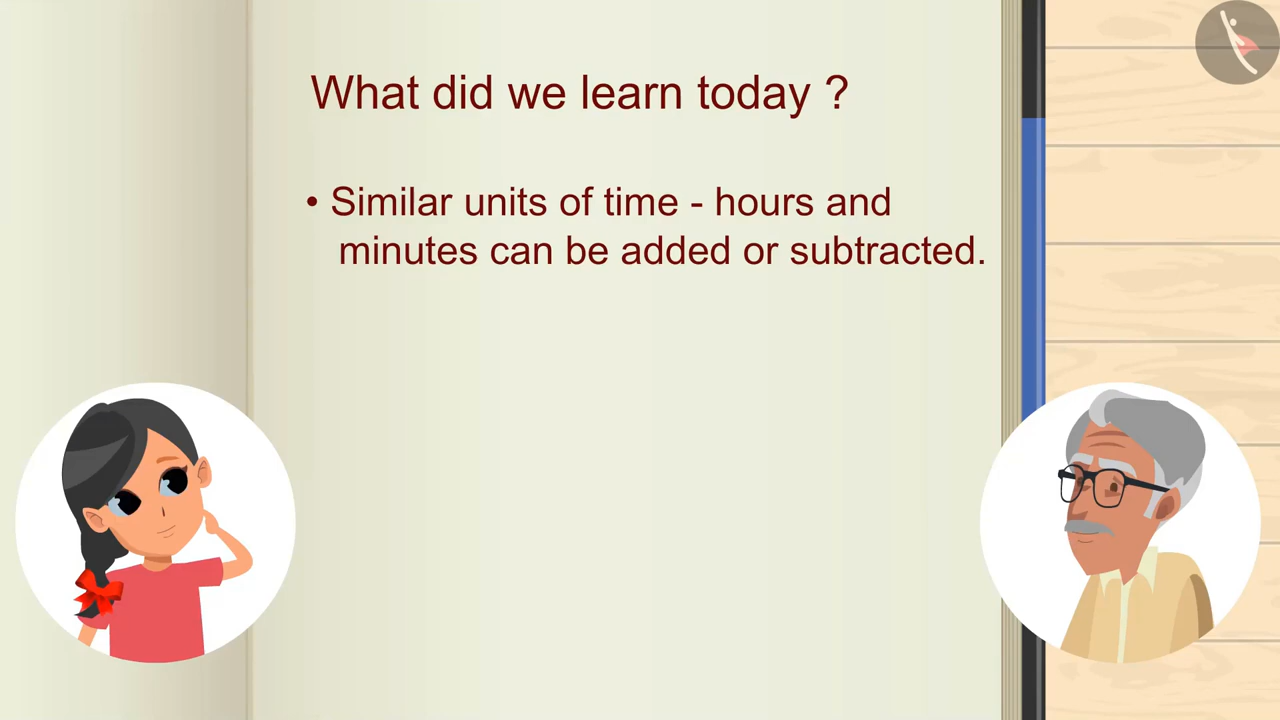 What did we learn today ?
• Similar units of time - hours and
minutes can be added or subtracted.